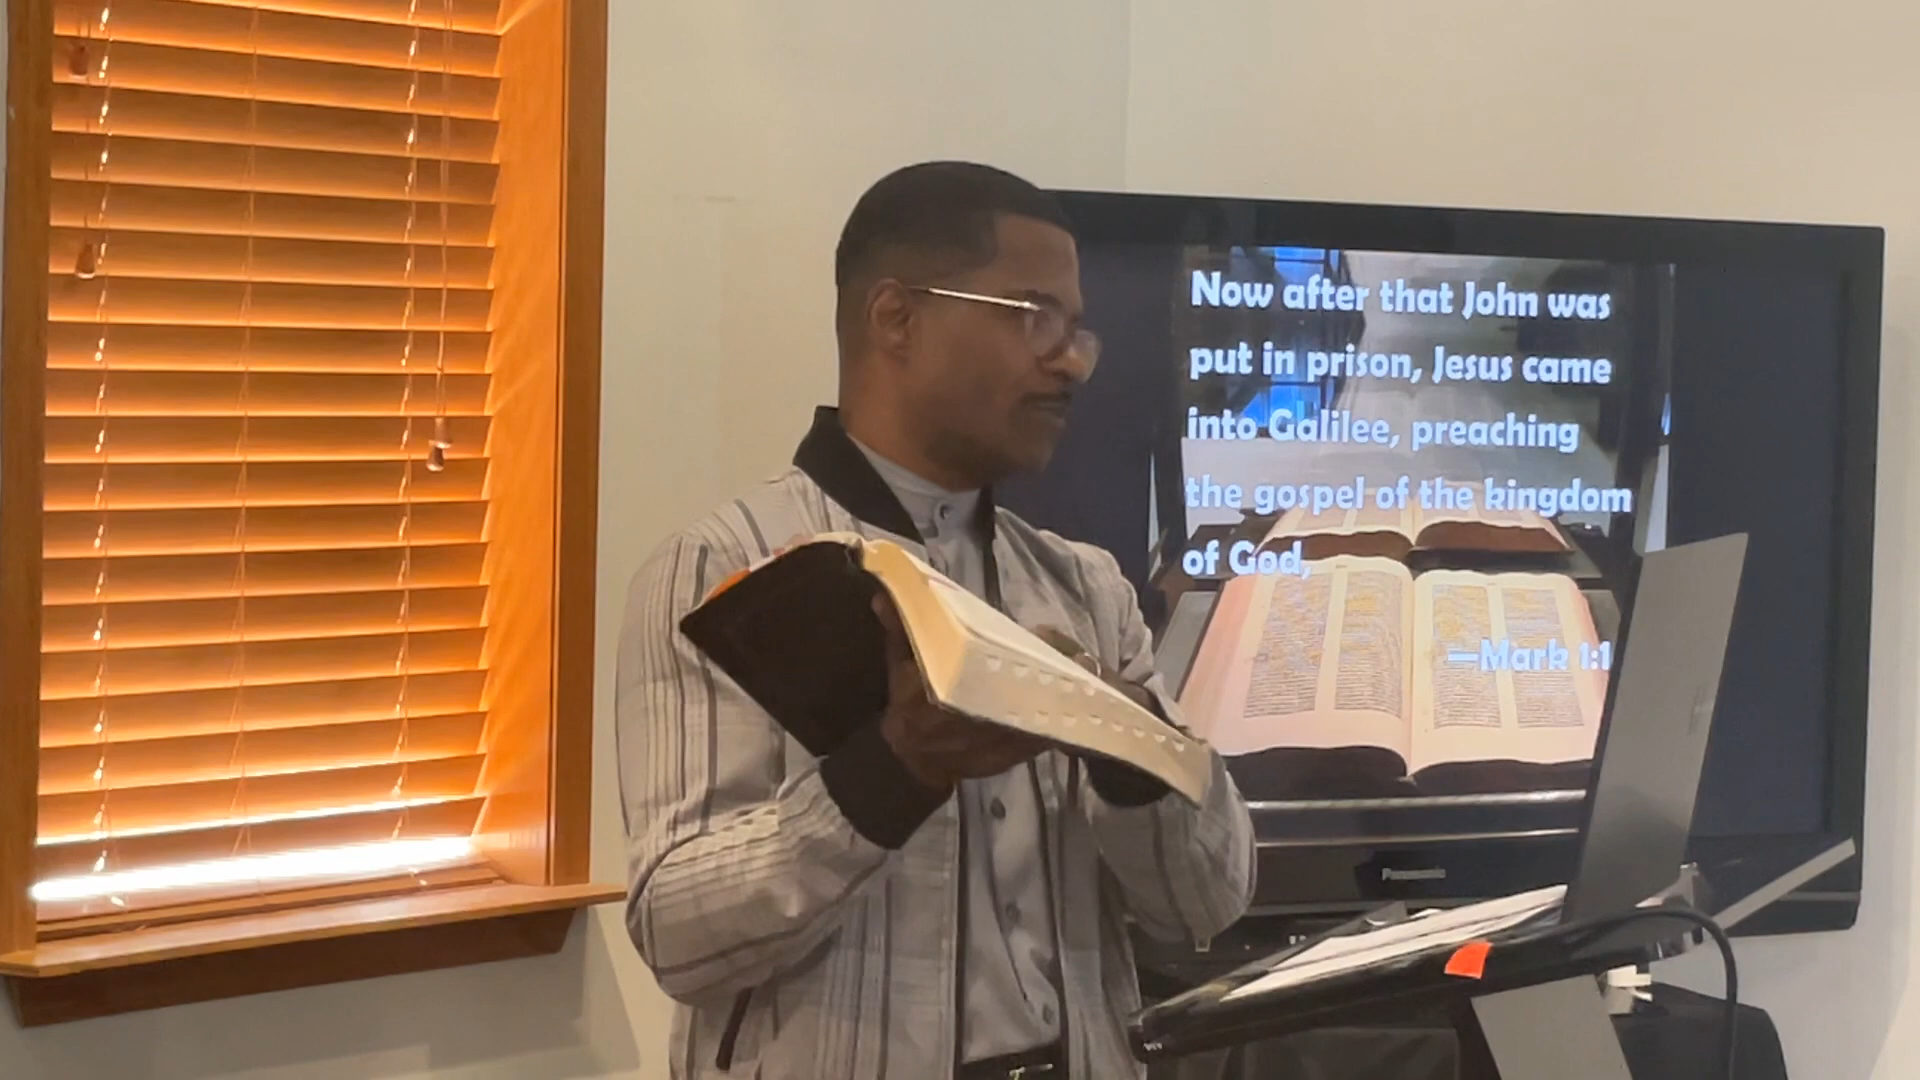 Now after that John was
put in prison, Jesus came
into Galilee, preaching
the gospel of the kingdom
of God,
—Mark 1:1
Panasonic